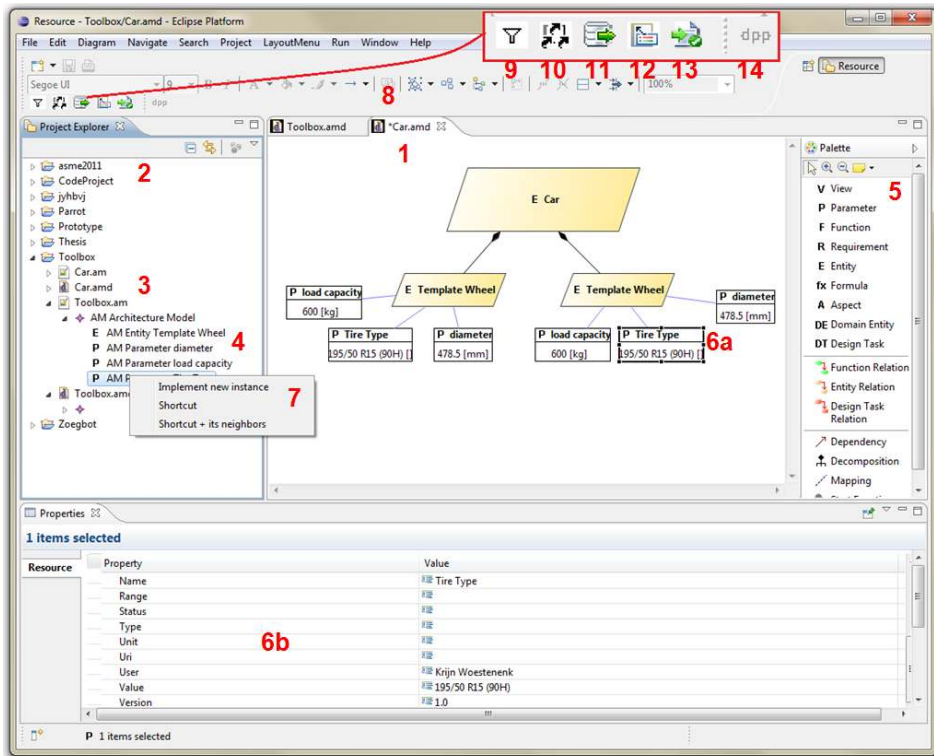 Resource - Toolbox/Car.amd - Eclipse Platform
File Edit Diagram Navigate Search Project LayoutMenu Run Window Help
dpp
9 10 11 12 13 14
Resource
Segoe UI 9 B I A 100%
8
dpp
Project Explorer
Toolbox.amd
*Car.amd
1
2
asme2011
CodeProject
jyhbvj
Parrot
Prototype
Thesis
Toolbox
Car.am
Car.amd
3
Toolbox.am
AM Architecture Model
4
E AM Entity Template Wheel
P AM Parameter diameter
P AM Parameter load capacity
Zoegbot
Implement new instance
Shortcut
Shortcut + its neighbors
7
E Car
E Template Wheel
E Template Wheel
P load capacity
600 [kg]
P Tire Type
195/50 R15 (90H) []
P diameter
478.5 [mm]
P load capacity
600 [kg]
P Tire Type
195/50 R15 (90H) []
P diameter
478.5 [mm]
6a
Palette
5
V View
P Parameter
F Function
R Requirement
E Entity
fx Formula
A Aspect
DE Domain Entity
DT Design Task
Function Relation
Entity Relation
Design Task
Relation
Dependency
Decomposition
Mapping
Properties
1 items selected
Resource
Property Value
Name Tire Type
Range
Status
Type
Unit
Uri
User Krijn Woestenenk
Value 195/50 R15 (90H)
Version 1.0
6b
P 1 items selected